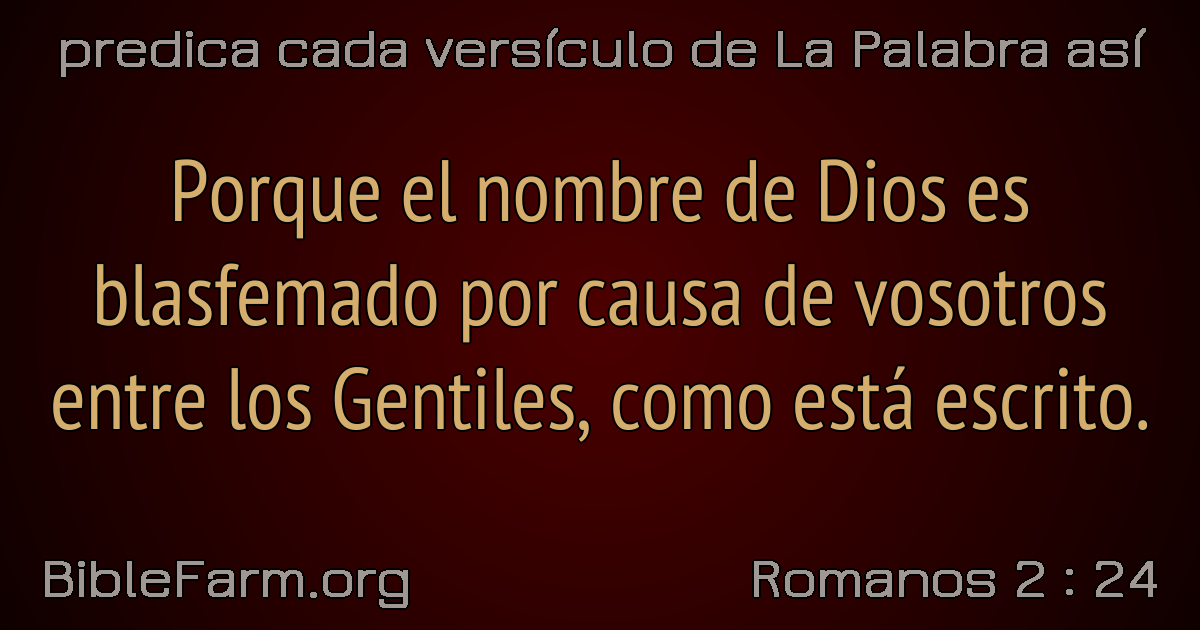 predica cada versículo de La Palabra así
Porque el nombre de Dios es
blasfemado por causa de vosotros
entre los Gentiles, como está escrito.
BibleFarm.org
Romanos 2 : 24